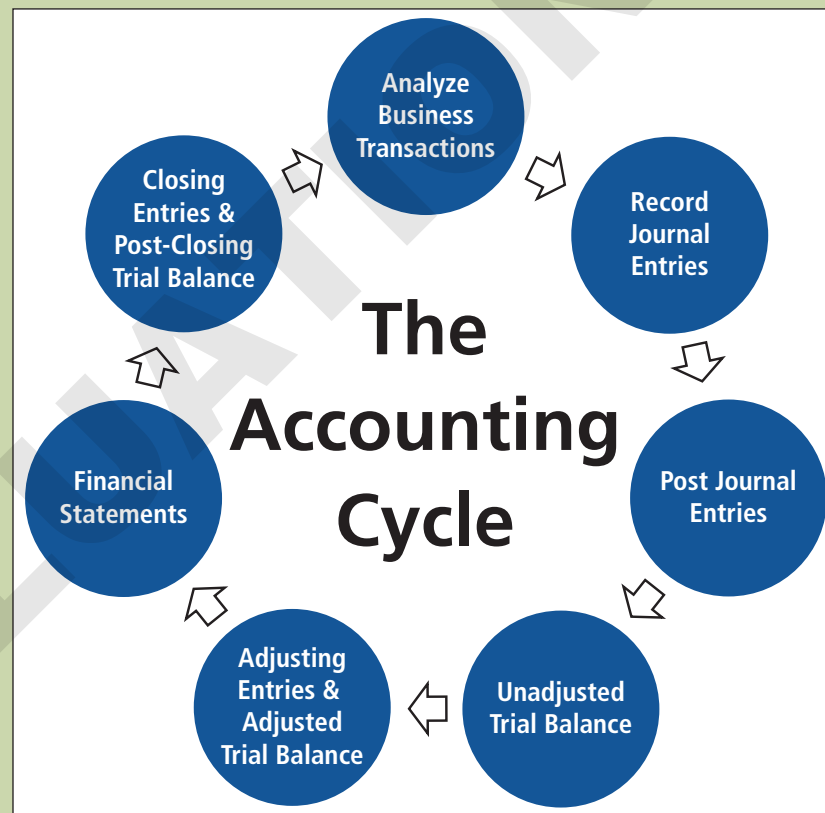 The
Accounting
Cycle
Analyze
Business
Transactions
Record
Journal
Entries
Post Journal
Entries
Unadjusted
Trial Balance
Adjusting
Entries &
Adjusted
Trial Balance
Financial
Statements
Closing
Entries &
Post-Closing
Trial Balance